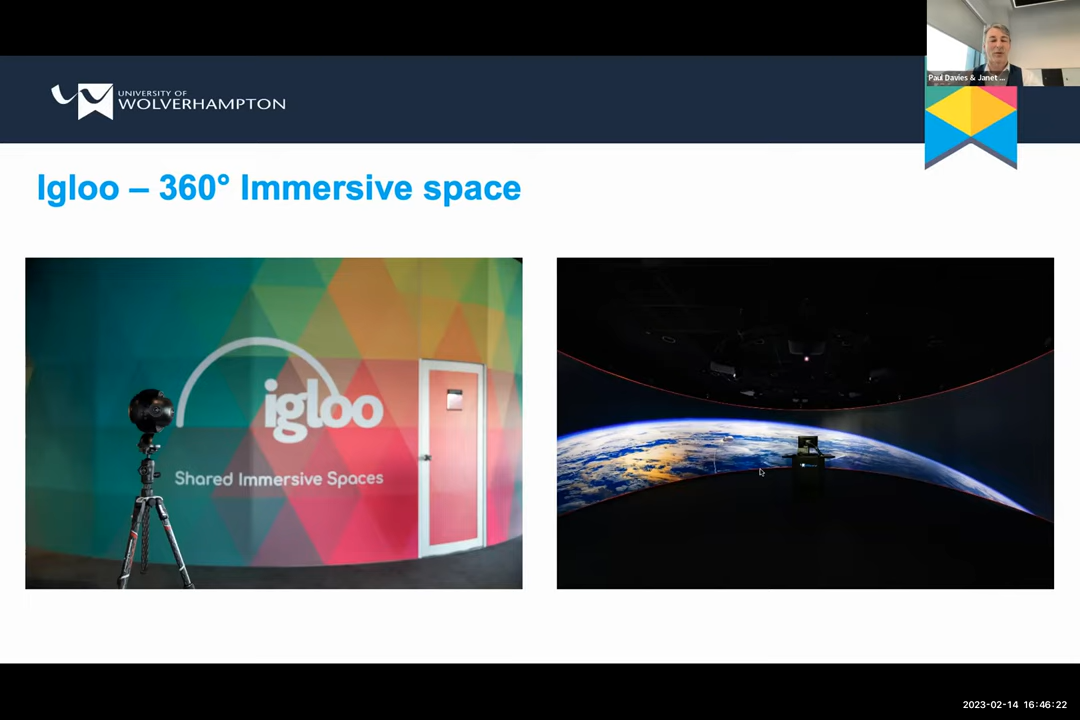 Paul Davies & Janet ...
UNIVERSITY OF
WOLVERHAMPTON
Igloo – 360° Immersive space
igloo
Shared Immersive Spaces
2023-02-14 16:46:22